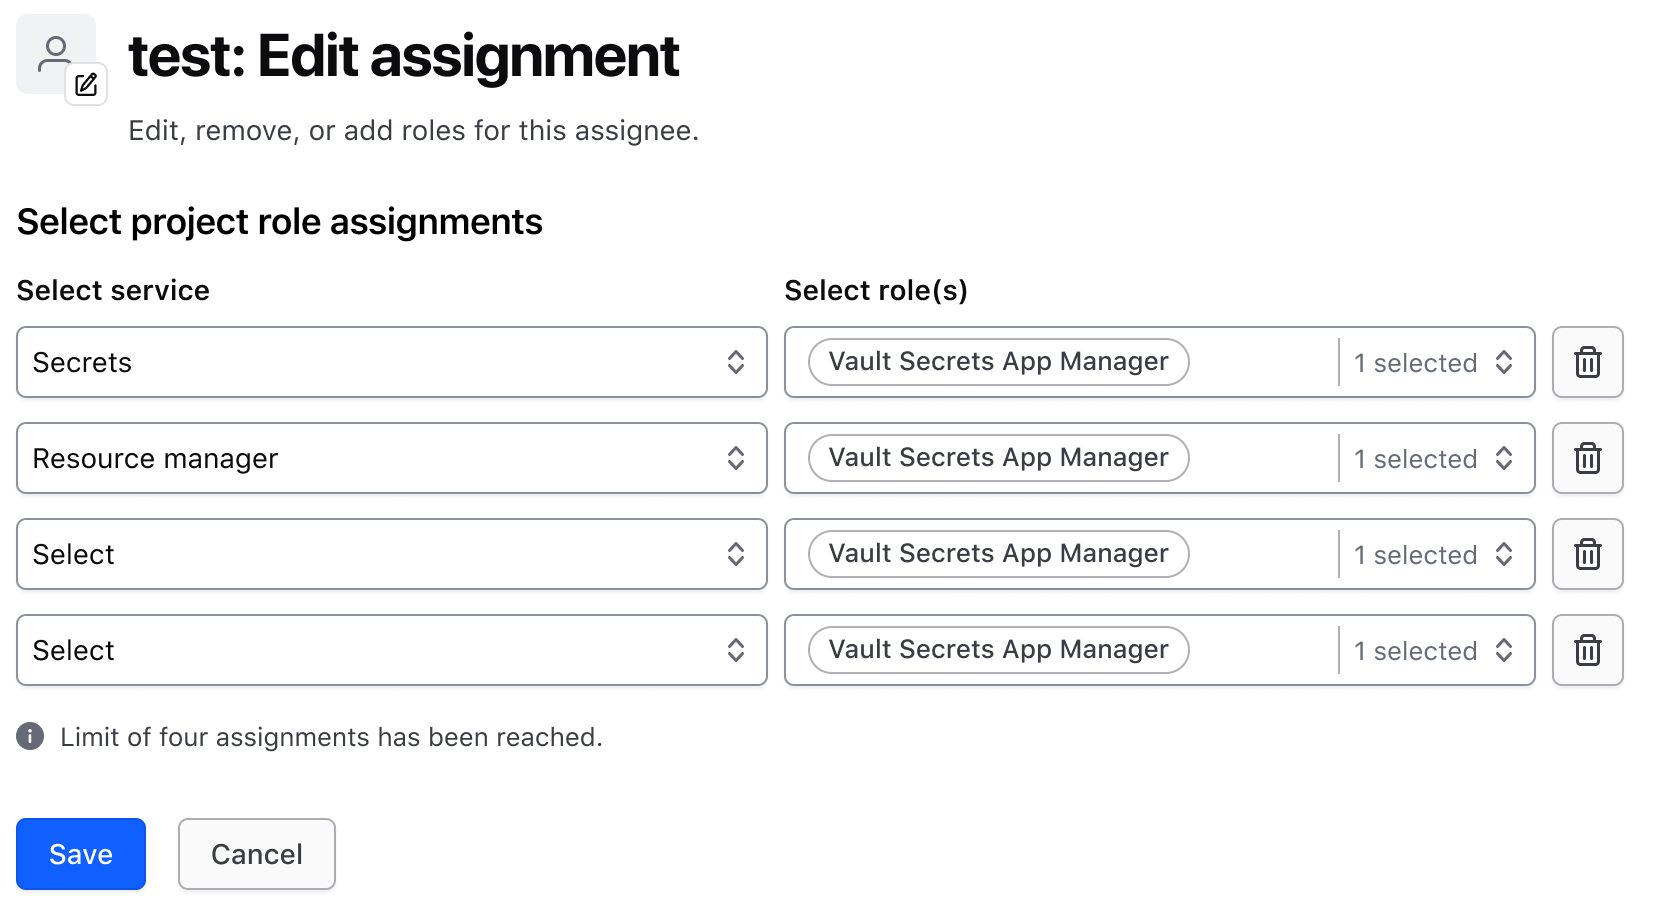 test: Edit assignment
Edit, remove, or add roles for this assignee.
Select project role assignments
Select service
Select role(s)
Secrets
Vault Secrets App Manager
1 selected
Resource manager
Vault Secrets App Manager
1 selected
Select
Vault Secrets App Manager
1 selected
Select
Vault Secrets App Manager
1 selected
Limit of four assignments has been reached.
Save
Cancel